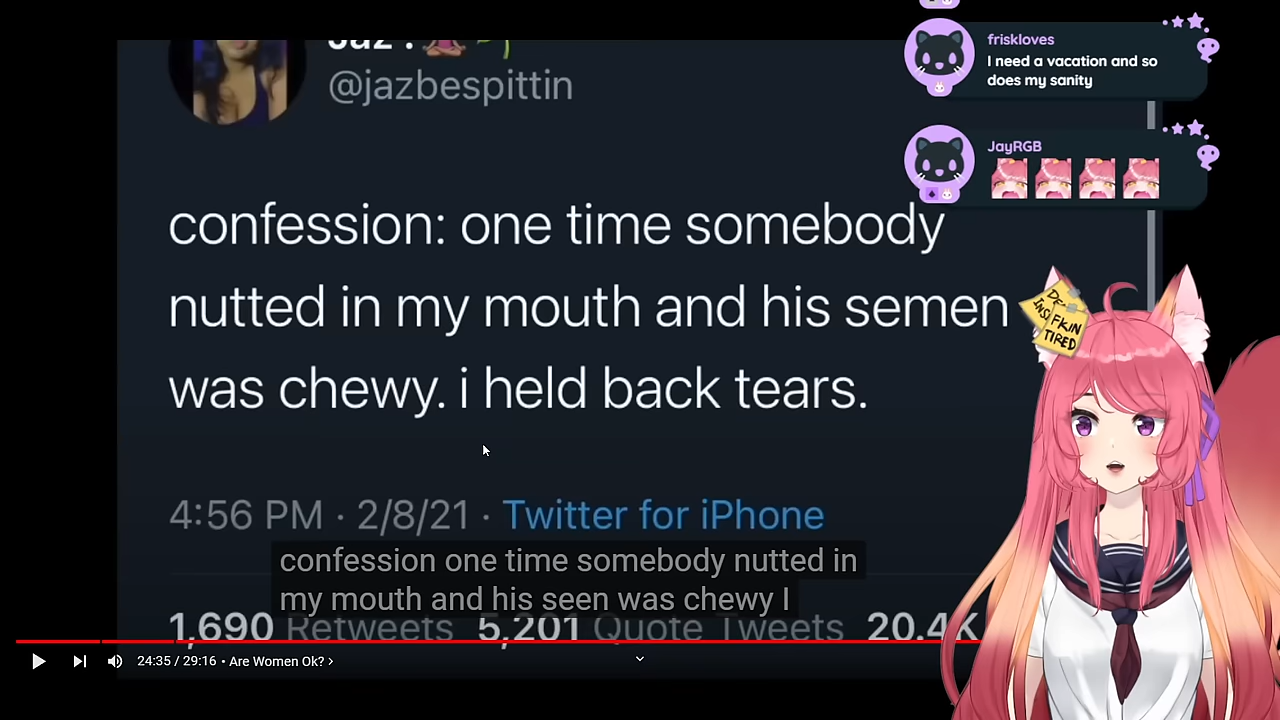 Jaz .
@jazbespittin
friskloves
I need a vacation and so
does my sanity
JayRGB
confession: one time somebody
nutted in my mouth and his semen
was chewy. i held back tears.
4:56 PM · 2/8/21 · Twitter for iPhone
confession one time somebody nutted in
my mouth and his seen was chewy I
1,690 Retweets 5,201 Quote Tweets 20.4K
24:35 / 29:16 • Are Women Ok? ›
FKIN
TIRED